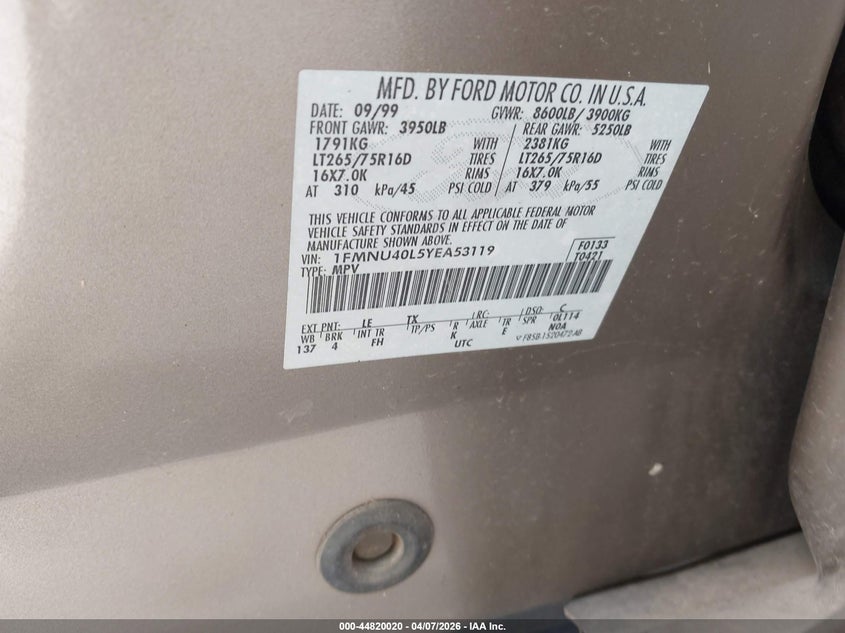 MFD. BY FORD MOTOR CO. IN U.S.A.
DATE: 09/99 GVWR: 8600LB/ 3900KG
FRONT GAWR: 3950LB REAR GAWR: 5250LB
1791KG WITH 2381KG WITH
LT265/75R16D TIRES LT265/75R16D TIRES
16X7.0K RIMS 16X7.0K RIMS
AT 310 kPa/45 PSI COLD AT 379 kPa/55 PSI COLD
THIS VEHICLE CONFORMS TO ALL APPLICABLE FEDERAL MOTOR
VEHICLE SAFETY STANDARDS IN EFFECT ON THE DATE OF
MANUFACTURE SHOWN ABOVE.
VIN: 1FMNU40L5YEA53119 F0133
TYPE: MPV T0421
EXT PNT: LE TX RC: DSO: C
WB BRK INT TR TP/PS R AXLE TR SPR 0L114
137 4 FH K E N0A
UTC F85B-1520472-AB
000-44820020 - 04/07/2026 - IAA Inc.